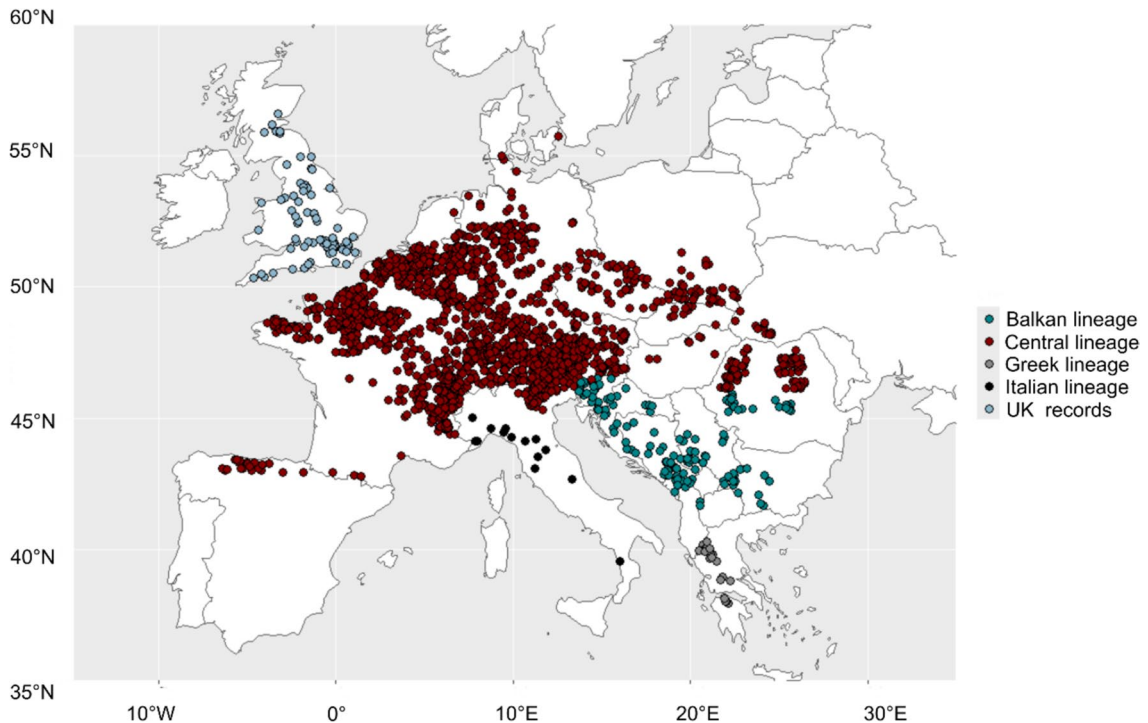 60°N
55°N
50°N
45°N
40°N
35°N
10°W
0°
10°E
20°E
30°E
Balkan lineage
Central lineage
Greek lineage
Italian lineage
UK records